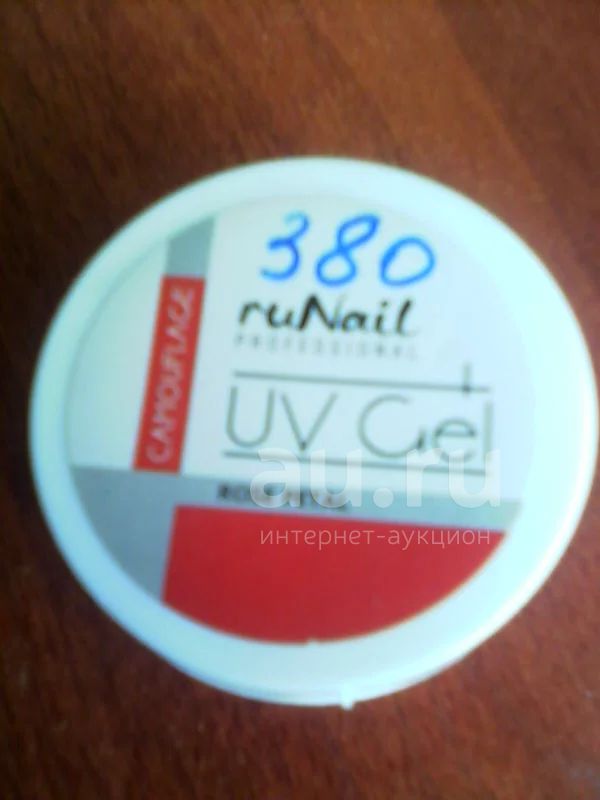 380
ruNail
PROFESSIONAL
UV Gel
CAMOUFLAGE
au.ru
интернет-аукцион